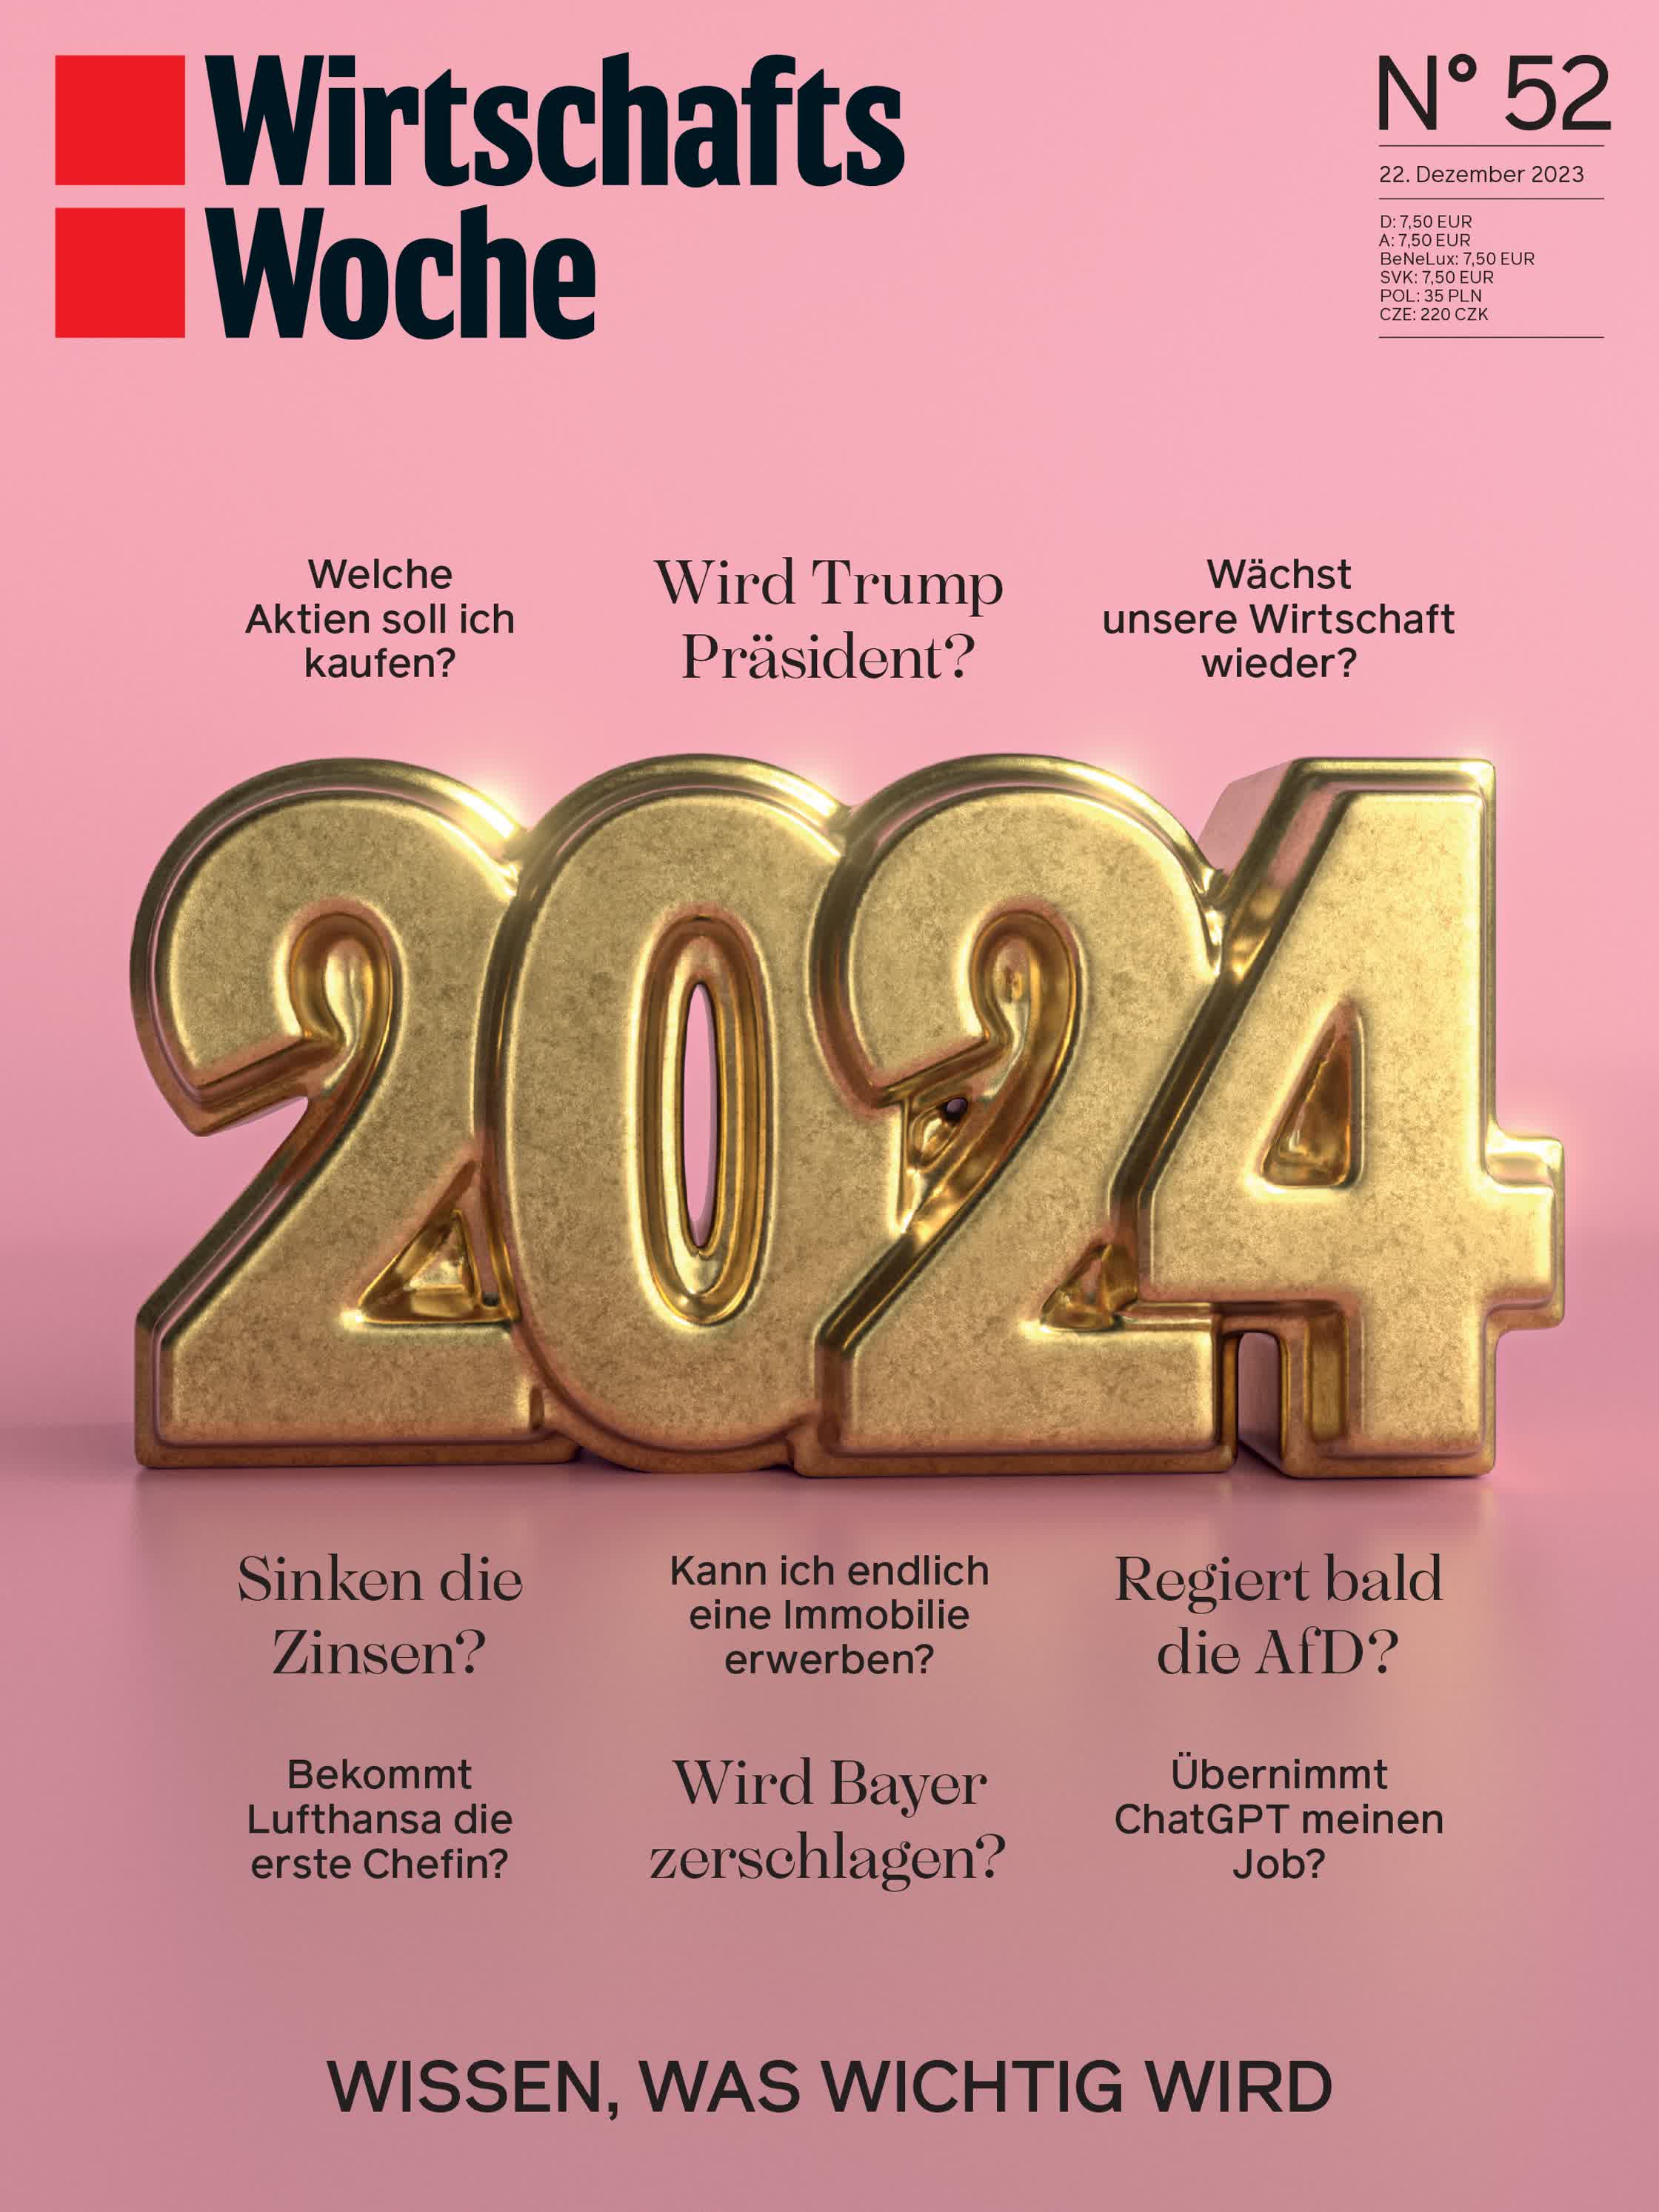 Wirtschafts
Woche
N° 52
22. Dezember 2023
D: 7,50 EUR
A: 7,50 EUR
BeNeLux: 7,50 EUR
SVK: 7,50 EUR
POL: 35 PLN
CZE: 220 CZK
Welche
Aktien soll ich
kaufen?
Wird Trump
Präsident?
Wächst
unsere Wirtschaft
wieder?
2024
Sinken die
Zinsen?
Kann ich endlich
eine Immobilie
erwerben?
Regiert bald
die AfD?
Bekommt
Lufthansa die
erste Chefin?
Wird Bayer
zerschlagen?
Übernimmt
ChatGPT meinen
Job?
WISSEN, WAS WICHTIG WIRD